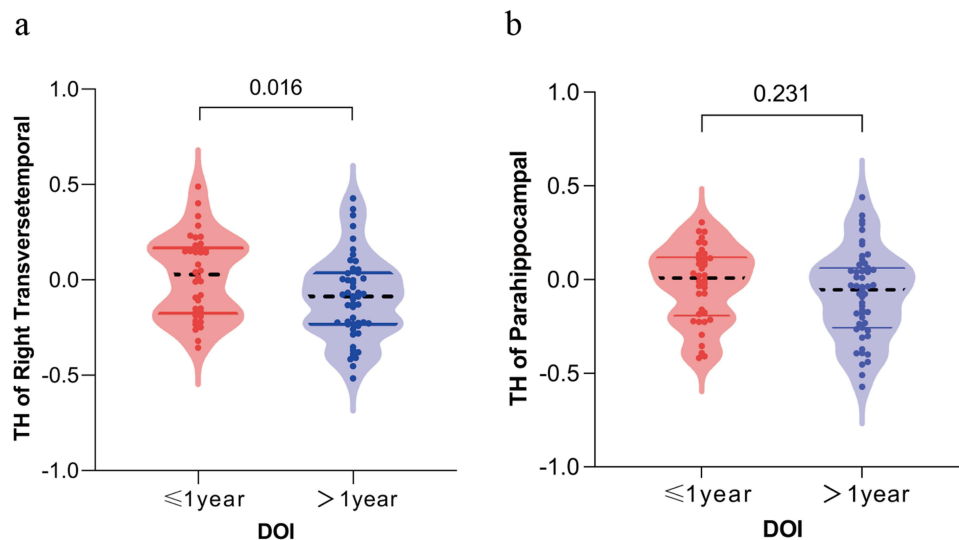 a
0.016
TH of Right Transversetemporal
1.0
0.5
0.0
-0.5
-1.0
≤1year
>1year
DOI
b
0.231
TH of Parahippocampal
1.0
0.5
0.0
-0.5
-1.0
≤1year
>1year
DOI